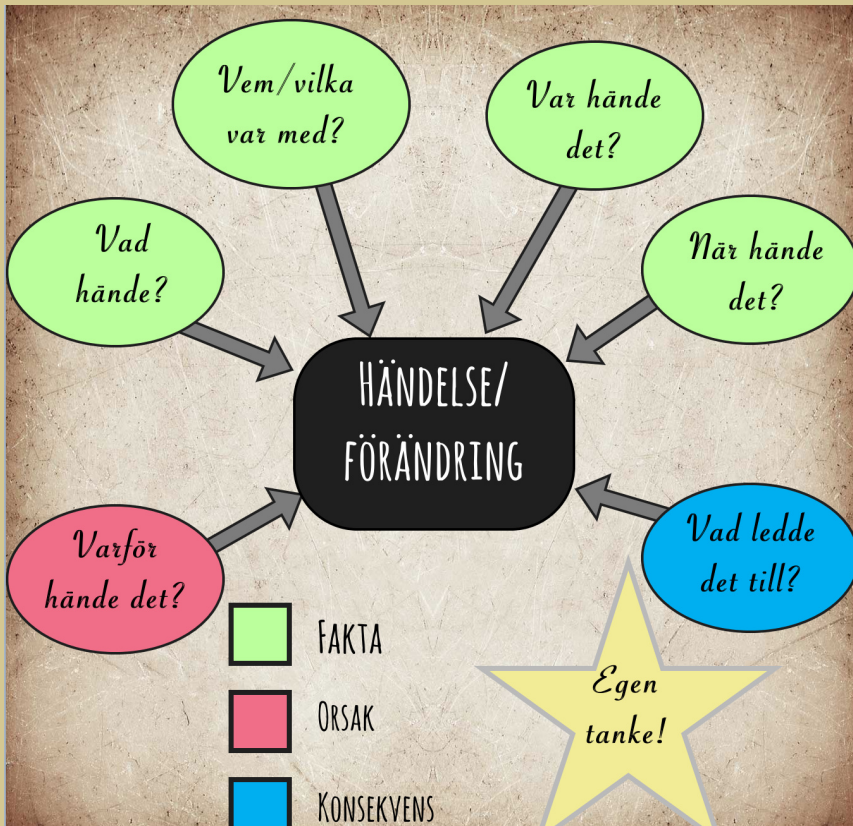 Vem/vilka
var med?
Var hände
det?
Vad
hände?
När hände
det?
HÄNDELSE/
FÖRÄNDRING
Varför
hände det?
Vad ledde
det till?
FAKTA
ORSAK
KONSEKVENS
Egen
tanke!